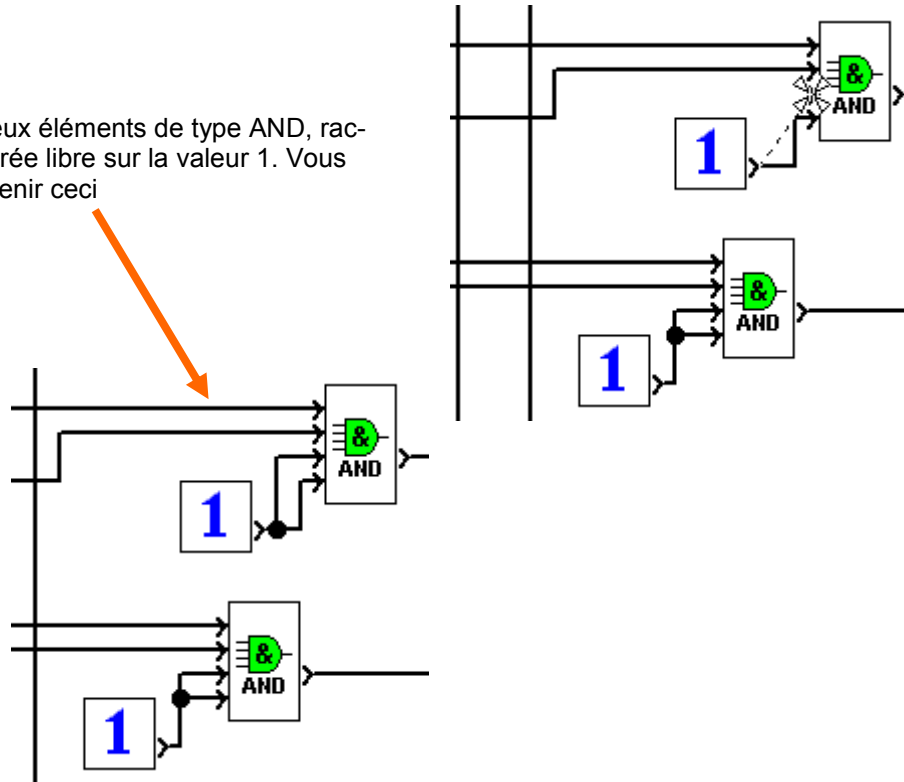 &
AND
1
eux éléments de type AND, rac-
rée libre sur la valeur 1. Vous
enir ceci
&
AND
1
&
AND
1
&
AND
1